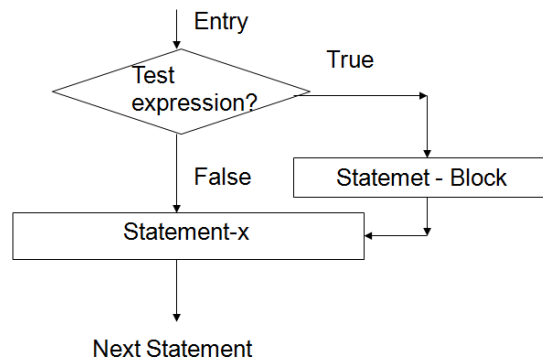 Entry
Test
expression?
True
False
Statemet - Block
Statement-x
Next Statement